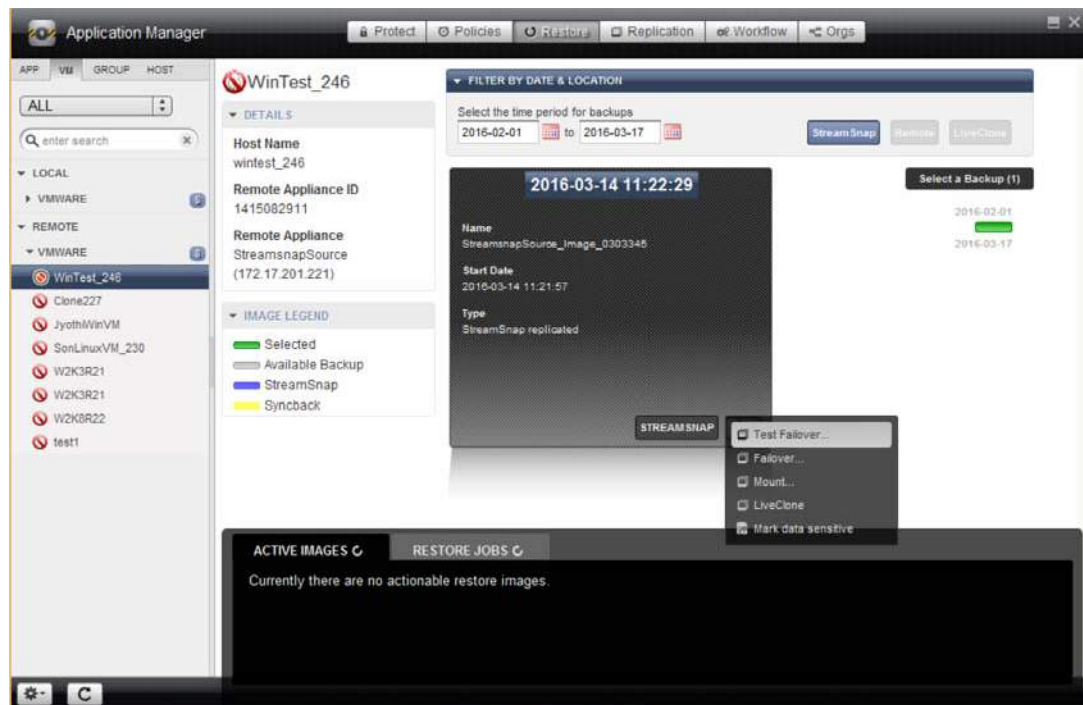 Application Manager
Protect
Policies
Restore
Replication
Workflow
Orgs
APP
VM
GROUP
HOST
ALL
enter search
LOCAL
VMWARE
REMOTE
VMWARE
WinTest_246
Clone227
JyothiWinVM
SonLinuxVM_230
W2K3R21
W2K3R21
W2K8R22
test1
WinTest_246
DETAILS
Host Name
wintest_246
Remote Appliance ID
1415082911
Remote Appliance
StreamsnapSource
(172.17.201.221)
IMAGE LEGEND
Selected
Available Backup
StreamSnap
Syncback
FILTER BY DATE & LOCATION
Select the time period for backups
2016-02-01 to 2016-03-17
StreamSnap
Remote
LiveClone
2016-03-14 11:22:29
Name
StreamsnapSource_Image_0303345
Start Date
2016-03-14 11:21:57
Type
StreamSnap replicated
STREAMSNAP
Select a Backup (1)
2016-02-01
2016-03-17
Test Failover...
Failover...
Mount...
LiveClone
Mark data sensitive
ACTIVE IMAGES
RESTORE JOBS
Currently there are no actionable restore images.